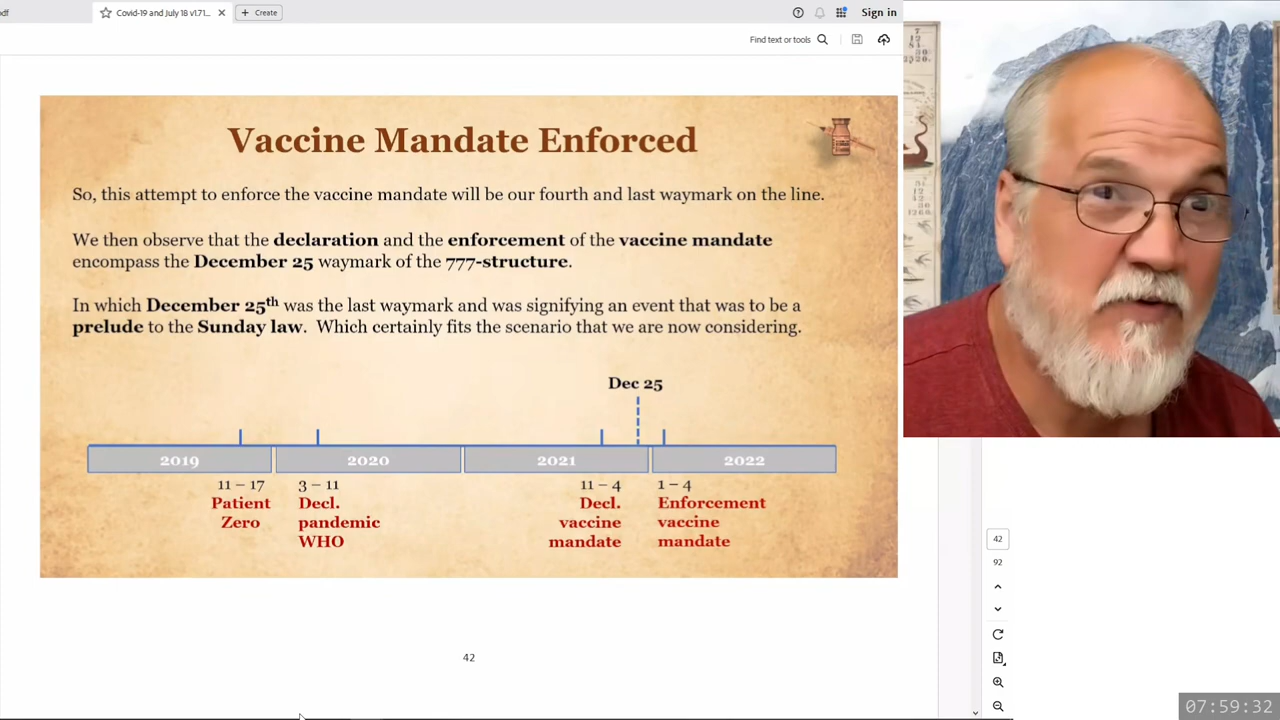 df
Covid-19 and July 18 v1.71...
Create
Sign in
Find text or tools
Vaccine Mandate Enforced
So, this attempt to enforce the vaccine mandate will be our fourth and last waymark on the line.
We then observe that the declaration and the enforcement of the vaccine mandate
encompass the December 25 waymark of the 777-structure.
In which December 25th was the last waymark and was signifying an event that was to be a
prelude to the Sunday law. Which certainly fits the scenario that we are now considering.
Dec 25
2019 2020 2021 2022
11 – 17 3 – 11 11 – 4 1 – 4
Patient Decl. Decl. Enforcement
Zero pandemic vaccine vaccine
WHO mandate mandate
42
42
92
07:59:32